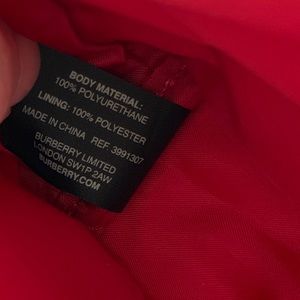 BODY MATERIAL:
100% POLYURETHANE
LINING: 100% POLYESTER
MADE IN CHINA REF. 3991307
BURBERRY LIMITED
LONDON SW1P 2AW
BURBERRY.COM